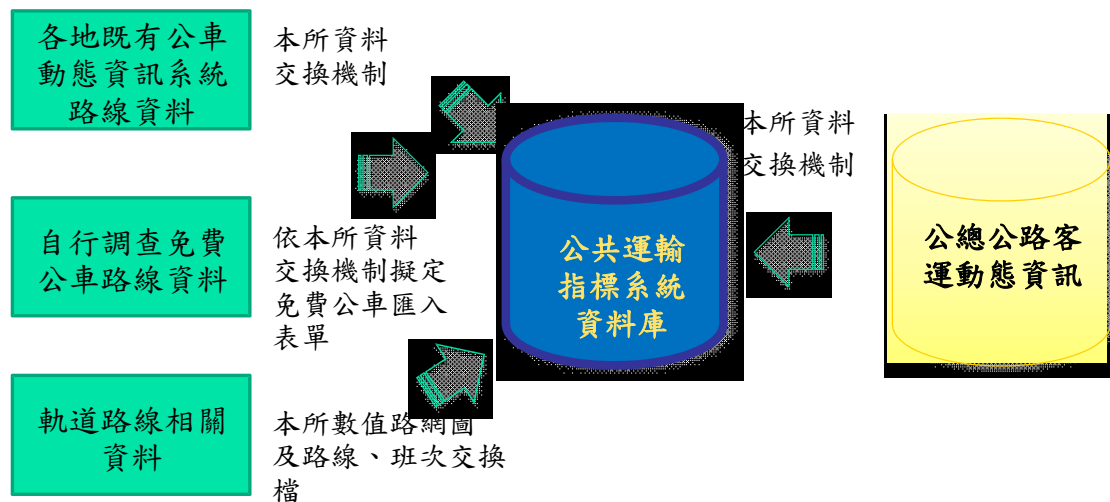 各地既有公車
動態資訊系統
路線資料
本所資料
交換機制
自行調查免費
公車路線資料
依本所資料
交換機制擬定
免費公車匯入
表單
軌道路線相關
資料
本所數值路網圖
及路線、班次交換
檔
公共運輸
指標系統
資料庫
本所資料
交換機制
公總公路客
運動態資訊